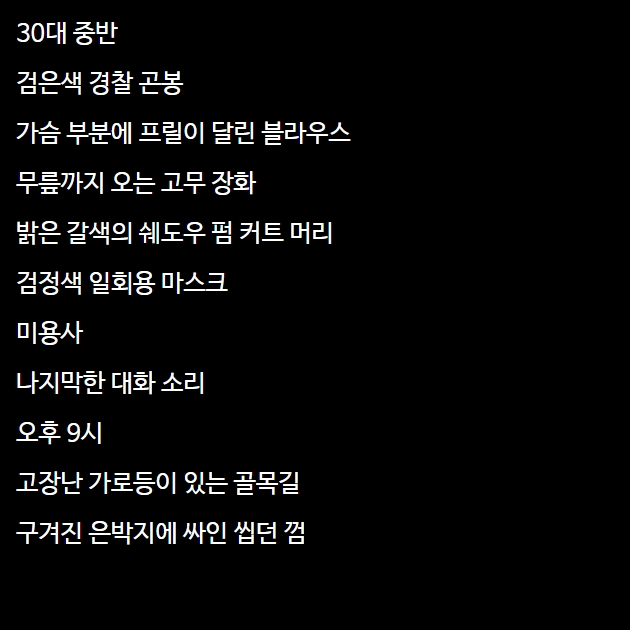 30대 중반
검은색 경찰 곤봉
가슴 부분에 프릴이 달린 블라우스
무릎까지 오는 고무 장화
밝은 갈색의 쉐도우 펌 커트 머리
검정색 일회용 마스크
미용사
나지막한 대화 소리
오후 9시
고장난 가로등이 있는 골목길
구겨진 은박지에 싸인 씹던 껌